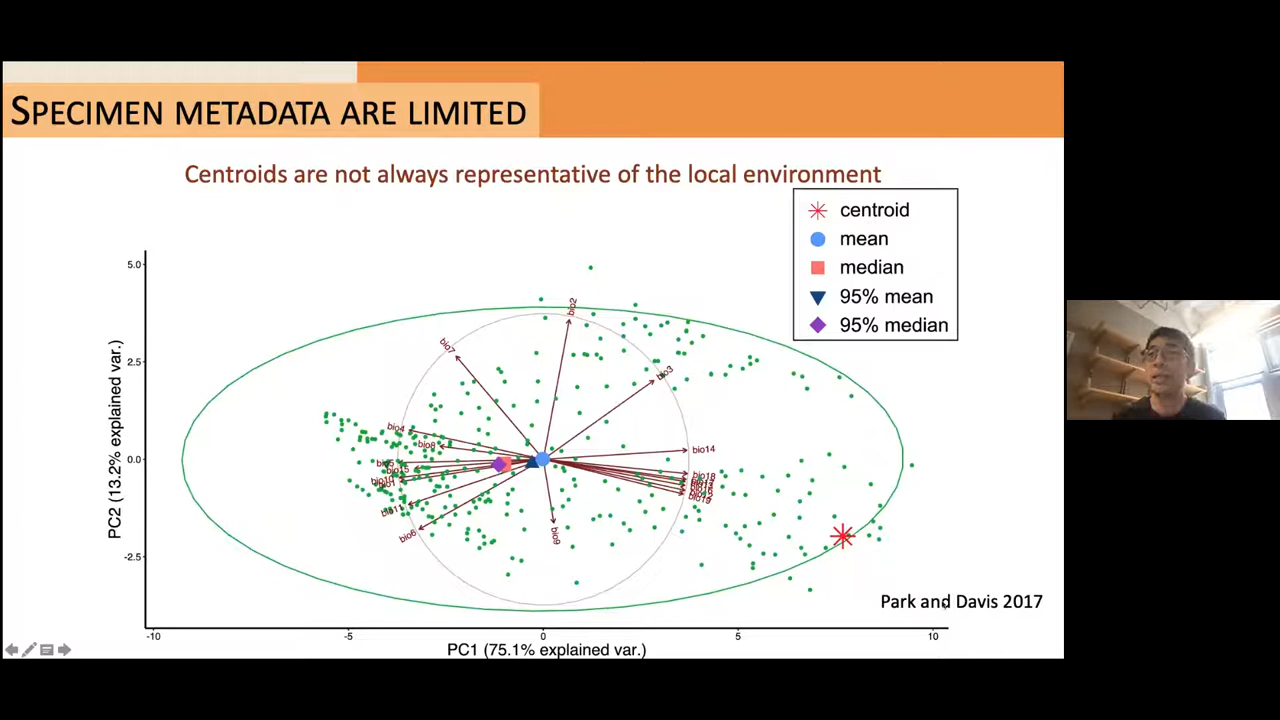 SPECIMEN METADATA ARE LIMITED
Centroids are not always representative of the local environment
centroid
mean
median
95% mean
95% median
PC2 (13.2% explained var.)
5.0
2.5
0.0
-2.5
bio2
bio7
bio3
bio4
bio8
bio14
bio15
bio18
bio11
bio6
bio9
bio19
Park and Davis 2017
-10
-5
0
5
10
PC1 (75.1% explained var.)